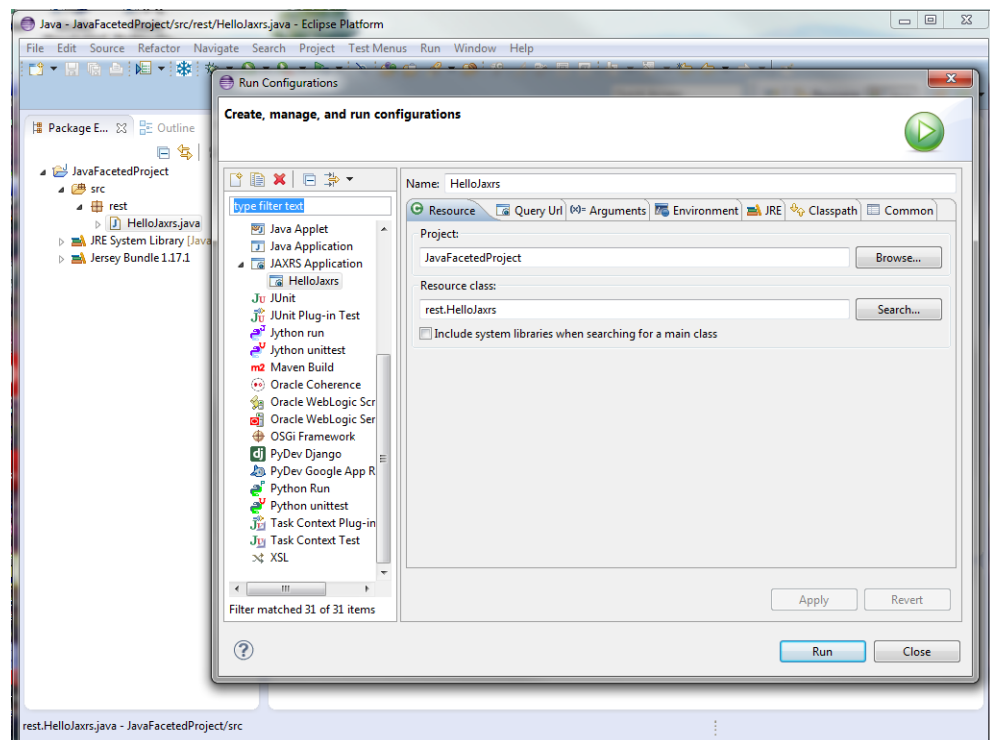 Java - JavaFacetedProject/src/rest/HelloJaxrs.java - Eclipse Platform
File Edit Source Refactor Navigate Search Project Test Menus Run Window Help
Package E... Outline
JavaFacetedProject
src
rest
HelloJaxrs.java
JRE System Library [Java
Jersey Bundle 1.17.1
Run Configurations
Create, manage, and run configurations
type filter text
Java Applet
Java Application
JAXRS Application
HelloJaxrs
JUnit
JUnit Plug-in Test
Jython run
Jython unittest
m2 Maven Build
Oracle Coherence
Oracle WebLogic Scr
Oracle WebLogic Ser
OSGi Framework
dj PyDev Django
PyDev Google App R
Python Run
Python unittest
Task Context Plug-in
Task Context Test
XSL
Filter matched 31 of 31 items
Name: HelloJaxrs
Resource Query Url (x)= Arguments Environment JRE Classpath Common
Project:
JavaFacetedProject Browse...
Resource class:
rest.HelloJaxrs Search...
Include system libraries when searching for a main class
Apply Revert
Run Close
rest.HelloJaxrs.java - JavaFacetedProject/src